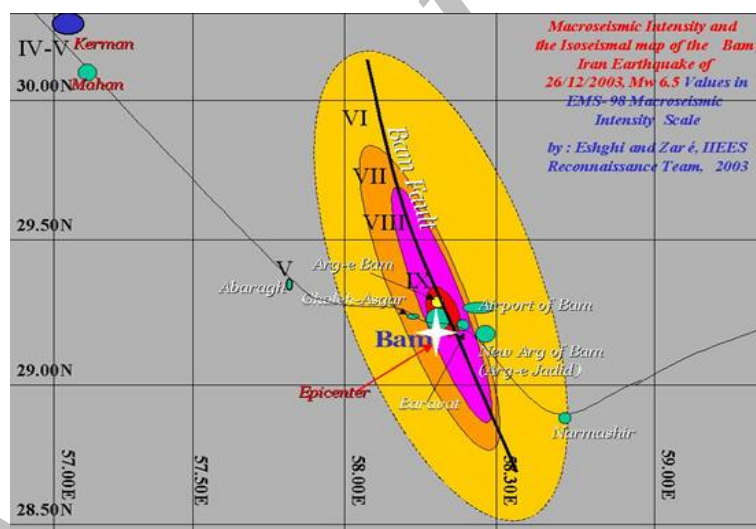 Macroseismic Intensity and
the Isoseismal map of the Bam
Iran Earthquake of
26/12/2003, Mw 6.5 Values in
EMS- 98 Macroseismic
Intensity Scale
by : Eshghi and Zar é, IIEES
Reconnaissance Team, 2003
Kerman
IV-V
Mahan
30.00N
VI
Bam Fault
VII
VIII
29.50N
Arg-e Bam
V
IX
Abaragh
Ghaleh-Asgar
Airport of Bam
Bam
New Arg of Bam
(Arg-e Jadid)
29.00N
Epicenter
Baravat
Narmashir
57.00E
57.50E
58.00E
58.30E
59.00E
28.50N